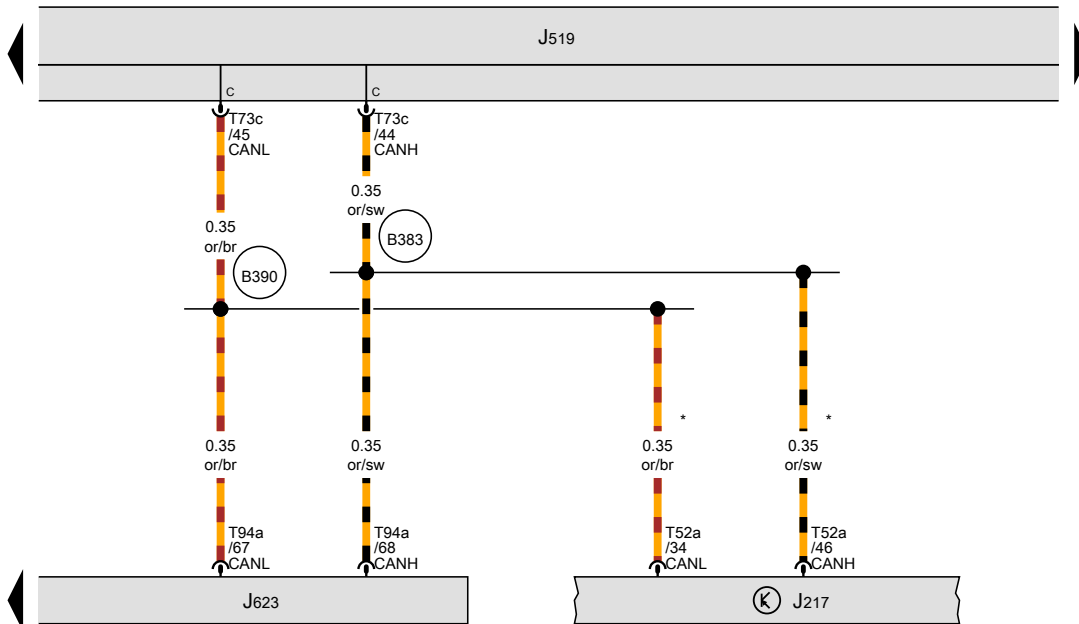 J519
C
C
T73c
/45
CANL
T73c
/44
CANH
0.35
or/sw
0.35
or/br
B383
B390
*
*
0.35
or/br
0.35
or/sw
0.35
or/br
0.35
or/sw
T94a
/67
CANL
T94a
/68
CANH
T52a
/34
CANL
T52a
/46
CANH
J623
K J217